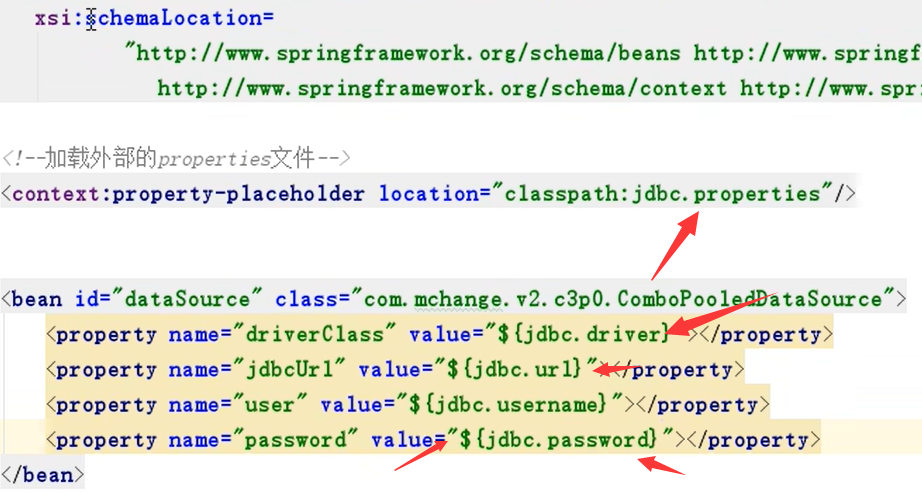 xsi:schemaLocation=
"http://www.springframework.org/schema/beans http://www.springf
http://www.springframework.org/schema/context http://www.spri
<!--加载外部的properties文件-->
<context:property-placeholder location="classpath:jdbc.properties"/>
<bean id="dataSource" class="com.mchange.v2.c3p0.ComboPooledDataSource">
<property name="driverClass" value="${jdbc.driver}"></property>
<property name="jdbcUrl" value="${jdbc.url}"></property>
<property name="user" value="${jdbc.username}"></property>
<property name="password" value="${jdbc.password}"></property>
</bean>